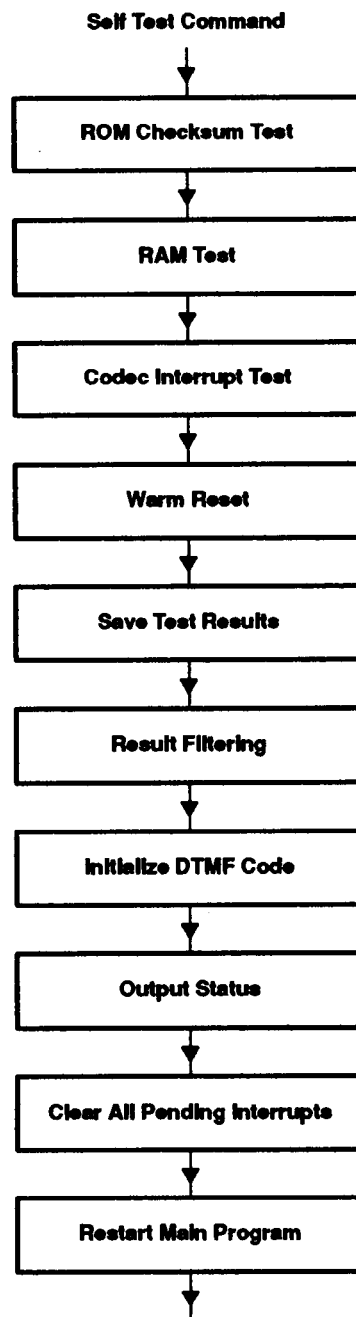 Self Test Command
ROM Checksum Test
RAM Test
Codec Interrupt Test
Warm Reset
Save Test Results
Result Filtering
Initialize DTMF Code
Output Status
Clear All Pending Interrupts
Restart Main Program